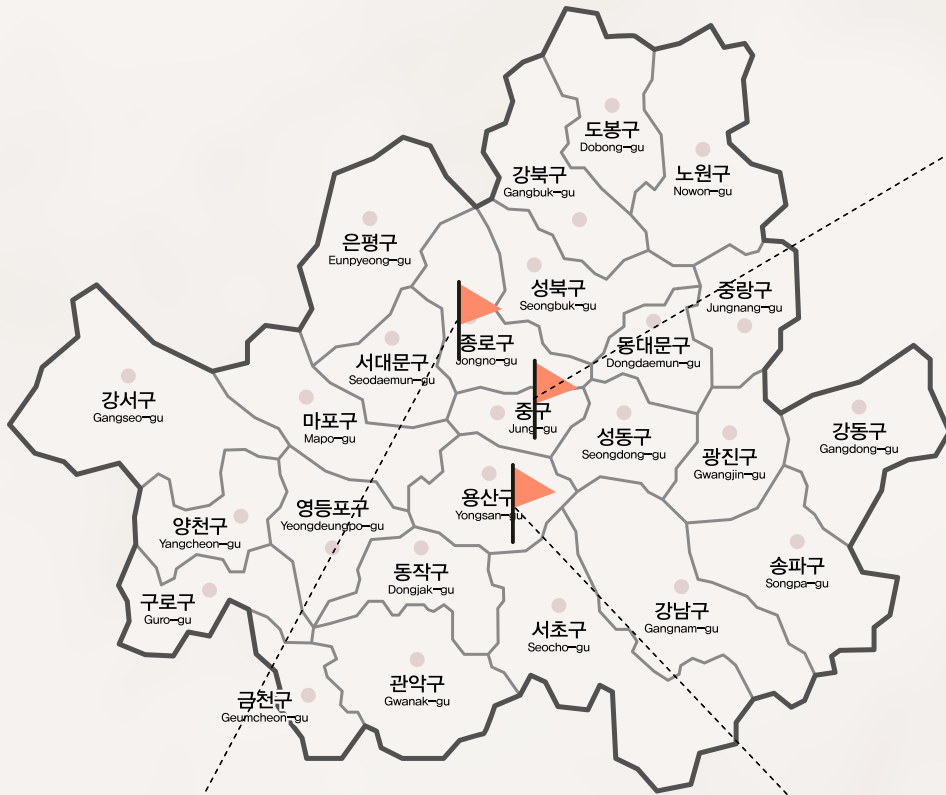 도봉구
Dobong-gu
강북구
Gangbuk-gu
노원구
Nowon-gu
은평구
Eunpyeong-gu
성북구
Seongbuk-gu
중랑구
Jungnang-gu
종로구
Jongno-gu
동대문구
Dongdaemun-gu
서대문구
Seodaemun-gu
강서구
Gangseo-gu
마포구
Mapo-gu
중구
Jung-gu
성동구
Seongdong-gu
광진구
Gwangjin-gu
강동구
Gangdong-gu
양천구
Yangcheon-gu
영등포구
Yeongdeungpo-gu
용산구
Yongsan-gu
동작구
Dongjak-gu
송파구
Songpa-gu
구로구
Guro-gu
서초구
Seocho-gu
강남구
Gangnam-gu
금천구
Geumcheon-gu
관악구
Gwanak-gu